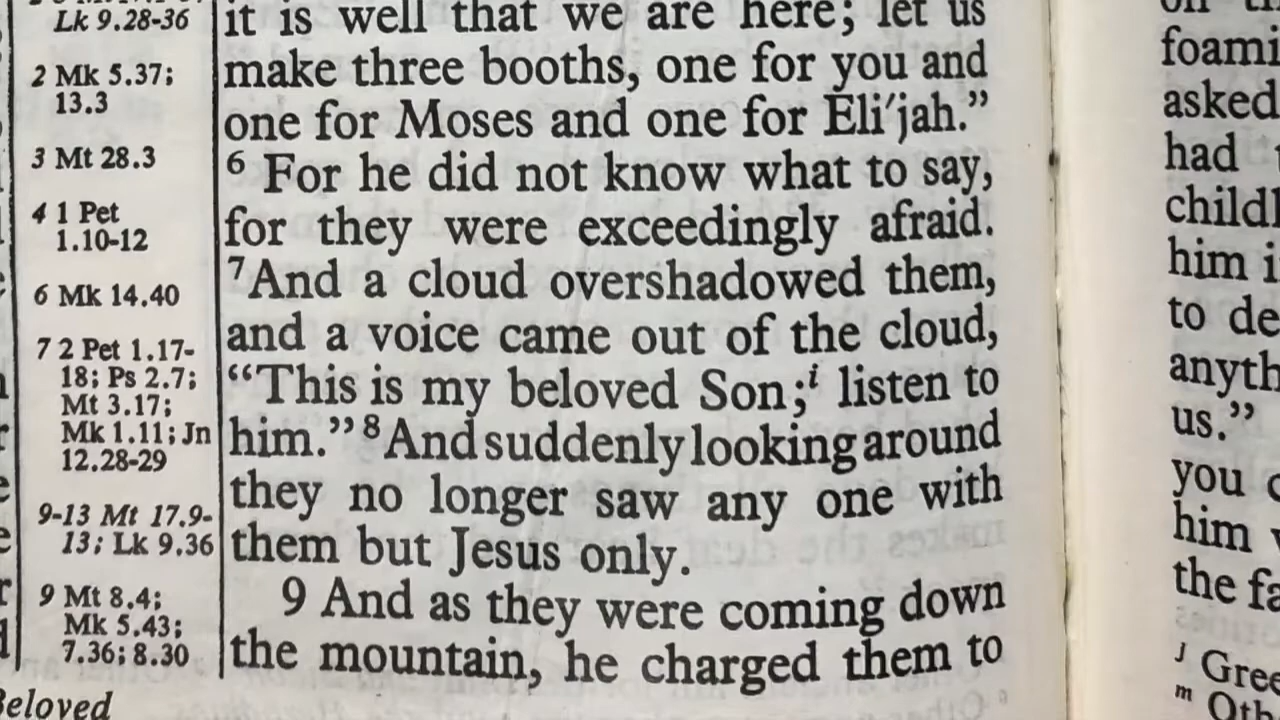 Lk 9.28-36
2 Mk 5.37;
13.3
3 Mt 28.3
4 1 Pet
1.10-12
6 Mk 14.40
7 2 Pet 1.17-
18; Ps 2.7;
Mt 3.17;
Mk 1.11; Jn
12.28-29
9-13 Mt 17.9-
13; Lk 9.36
9 Mt 8.4;
Mk 5.43;
7.36; 8.30
Beloved
it is well that we are here; let us
make three booths, one for you and
one for Moses and one for Eli′jah.”
6 For he did not know what to say,
for they were exceedingly afraid.
7 And a cloud overshadowed them,
and a voice came out of the cloud,
“This is my beloved Son;i listen to
him.” 8 And suddenly looking around
they no longer saw any one with
them but Jesus only.
9 And as they were coming down
the mountain, he charged them to
foami
asked
had
childh
him i
to de
anyth
us.”
you
him
the fa
Gree
m Oth